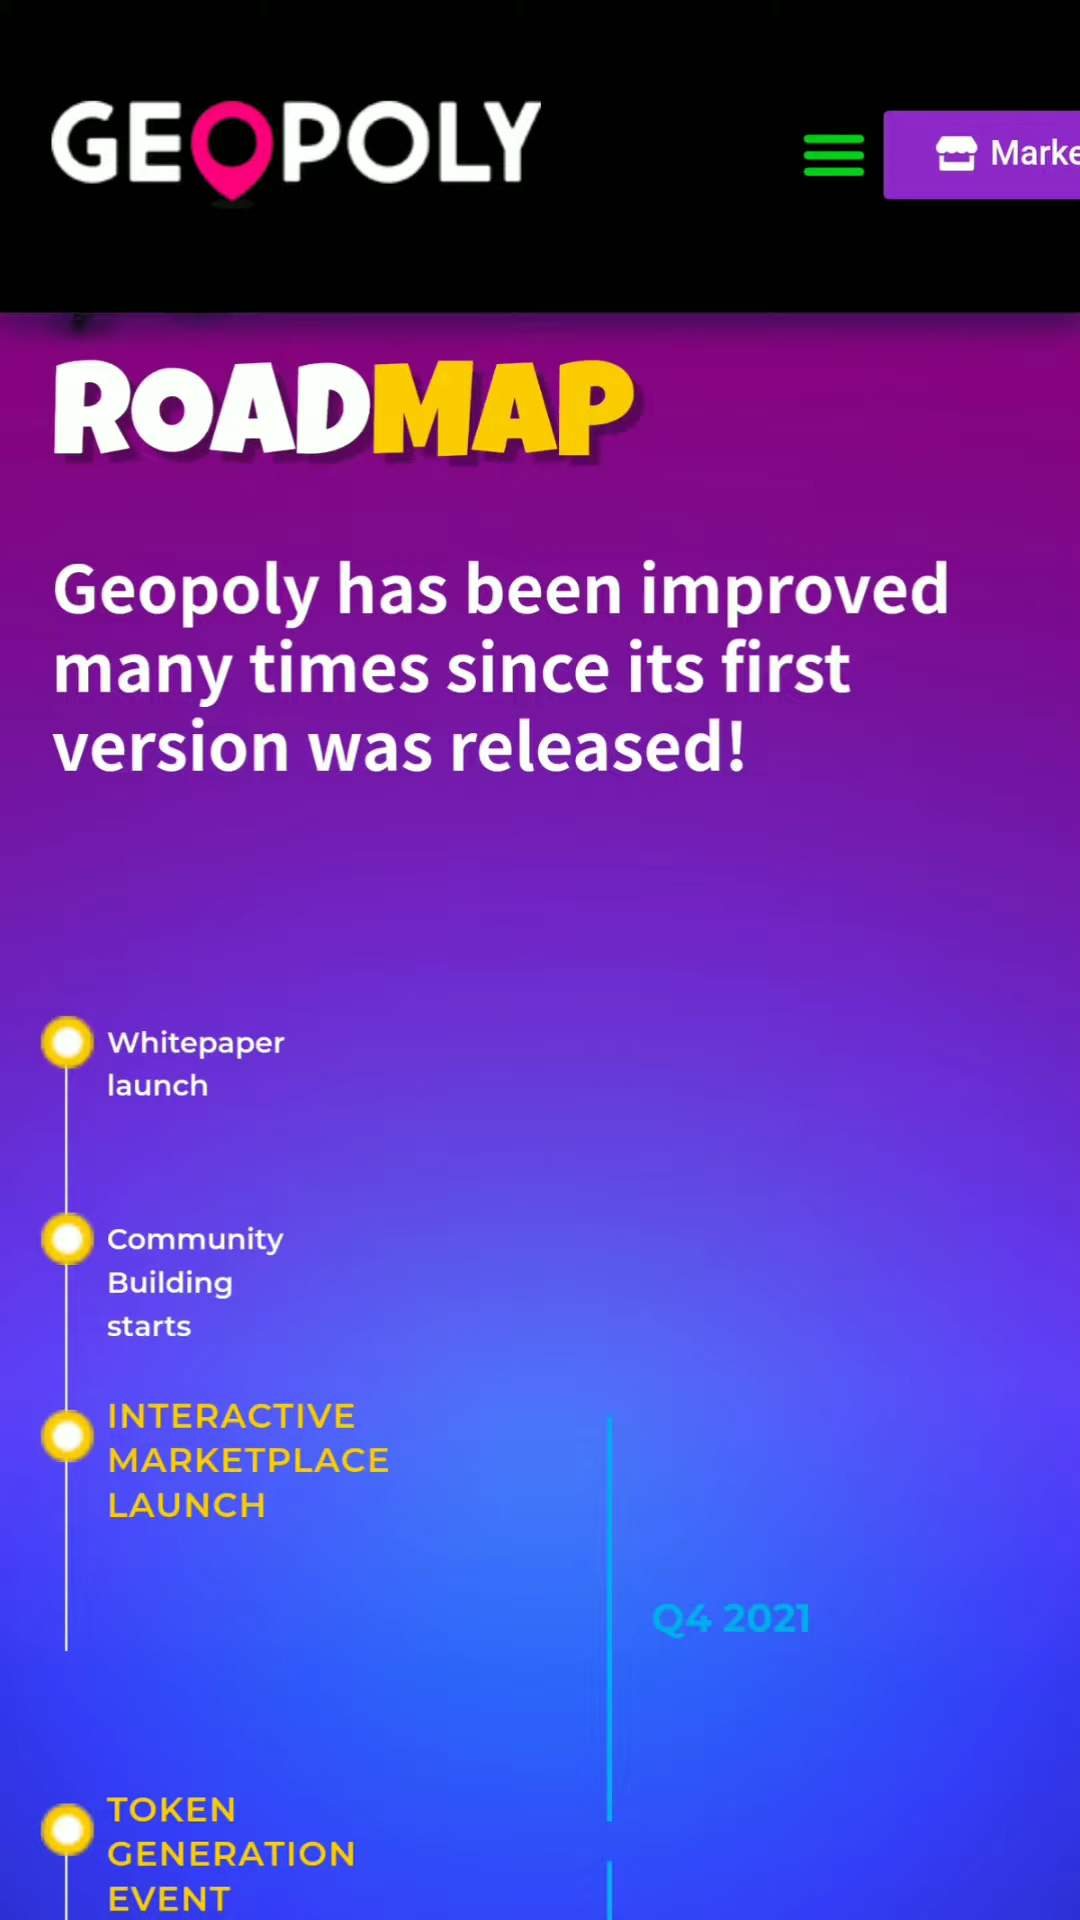 GEOPOLY
Marke
ROADMAP
Geopoly has been improved
many times since its first
version was released!
Whitepaper
launch
Community
Building
starts
INTERACTIVE
MARKETPLACE
LAUNCH
Q4 2021
TOKEN
GENERATION
EVENT